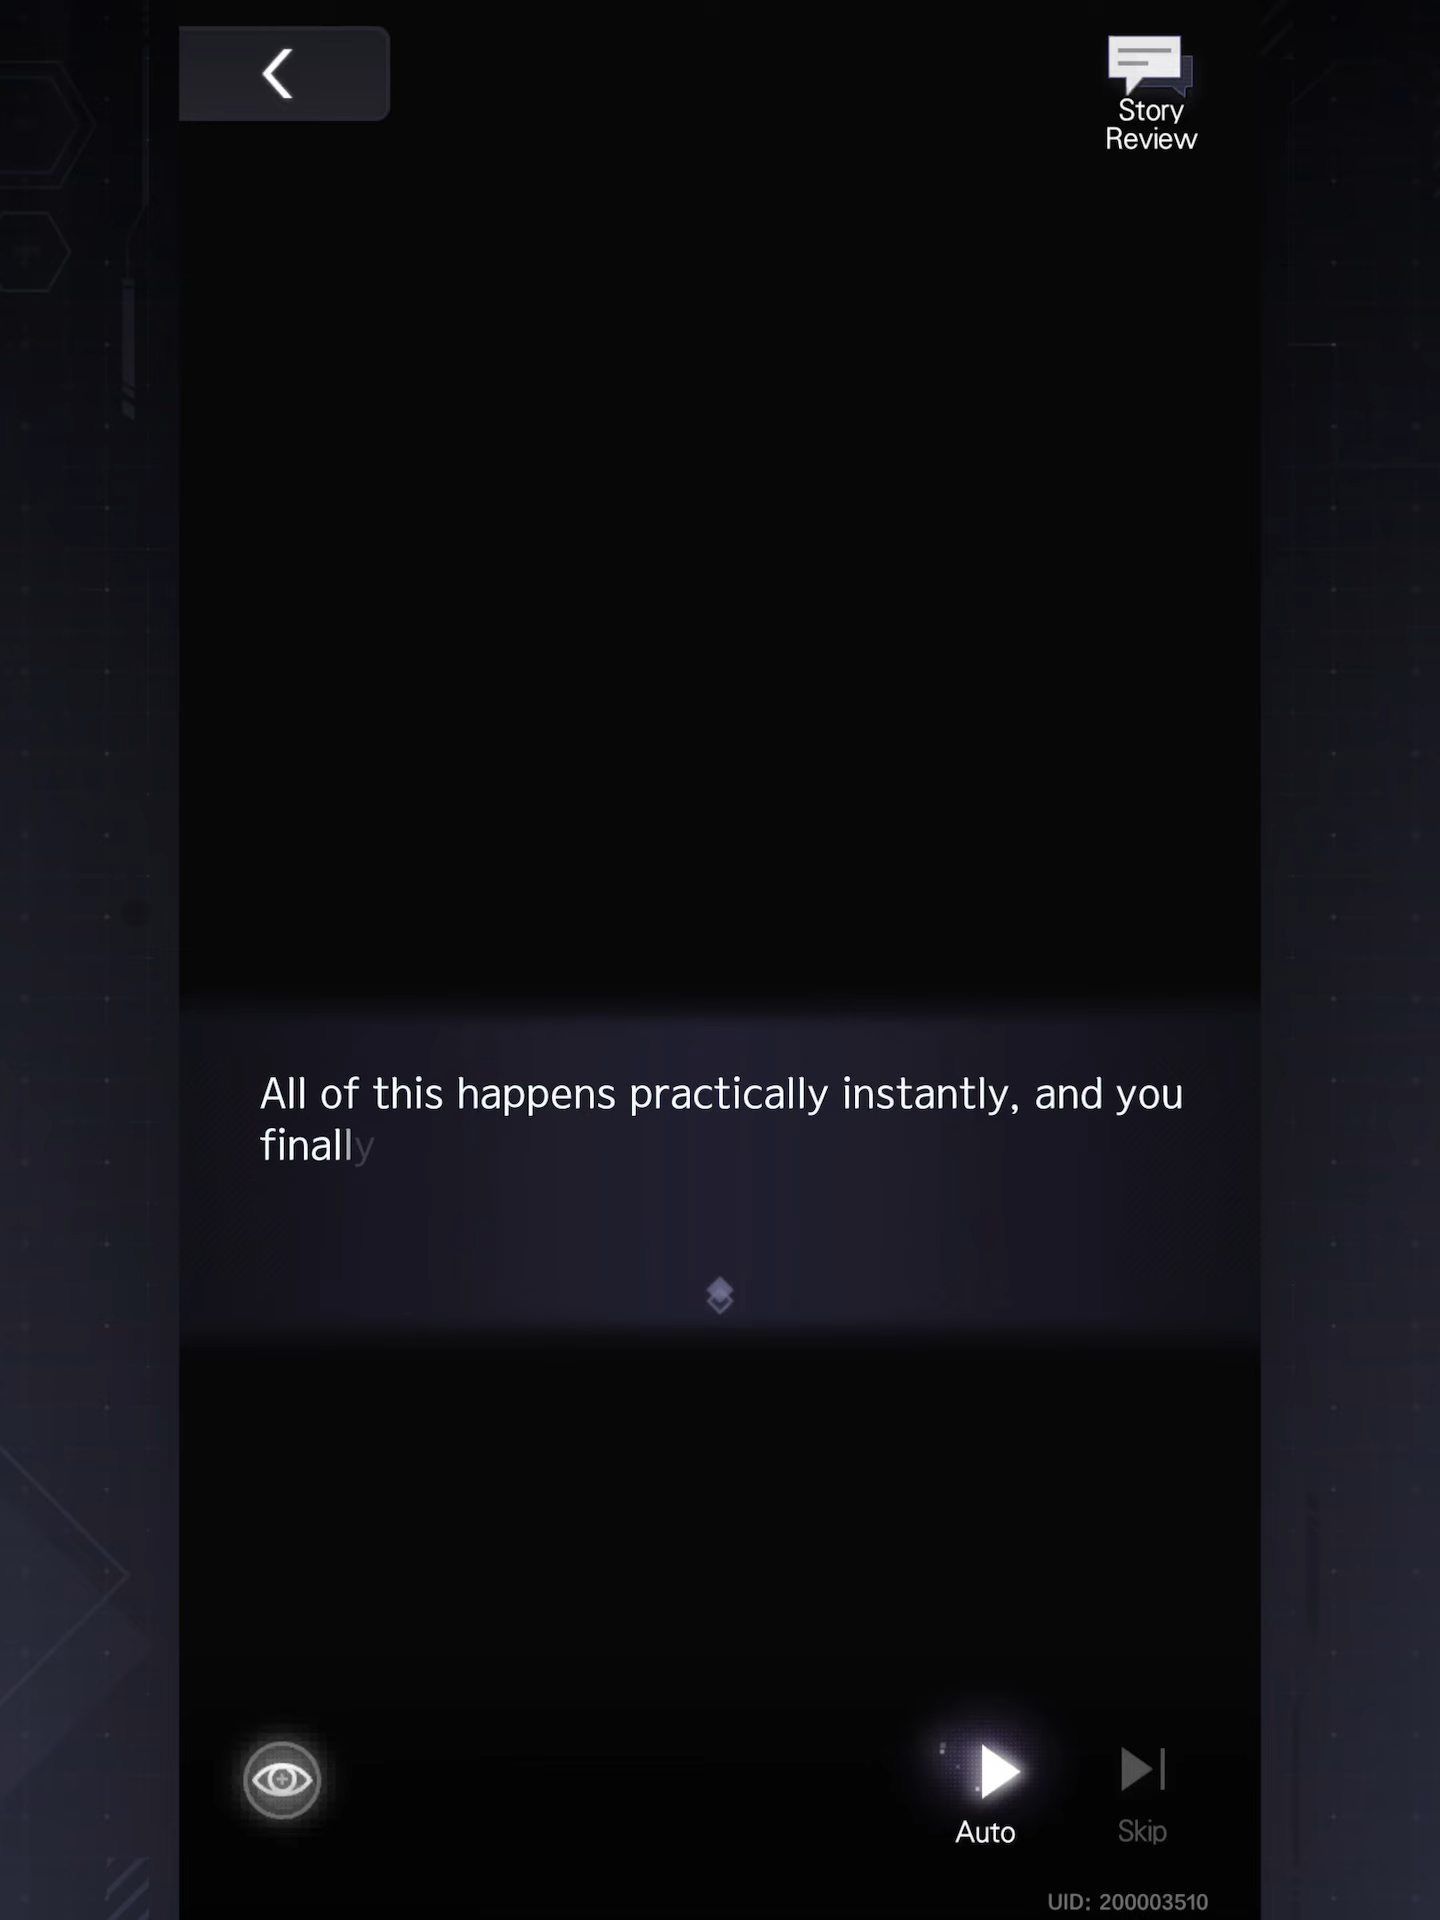 Story
Review
All of this happens practically instantly, and you
finally
Auto
Skip
UID: 200003510